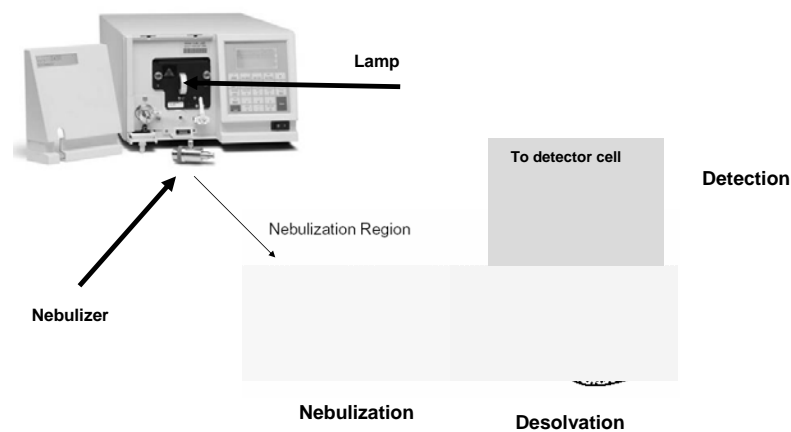 Lamp
To detector cell
Detection
Nebulization Region
Nebulizer
Nebulization
Desolvation